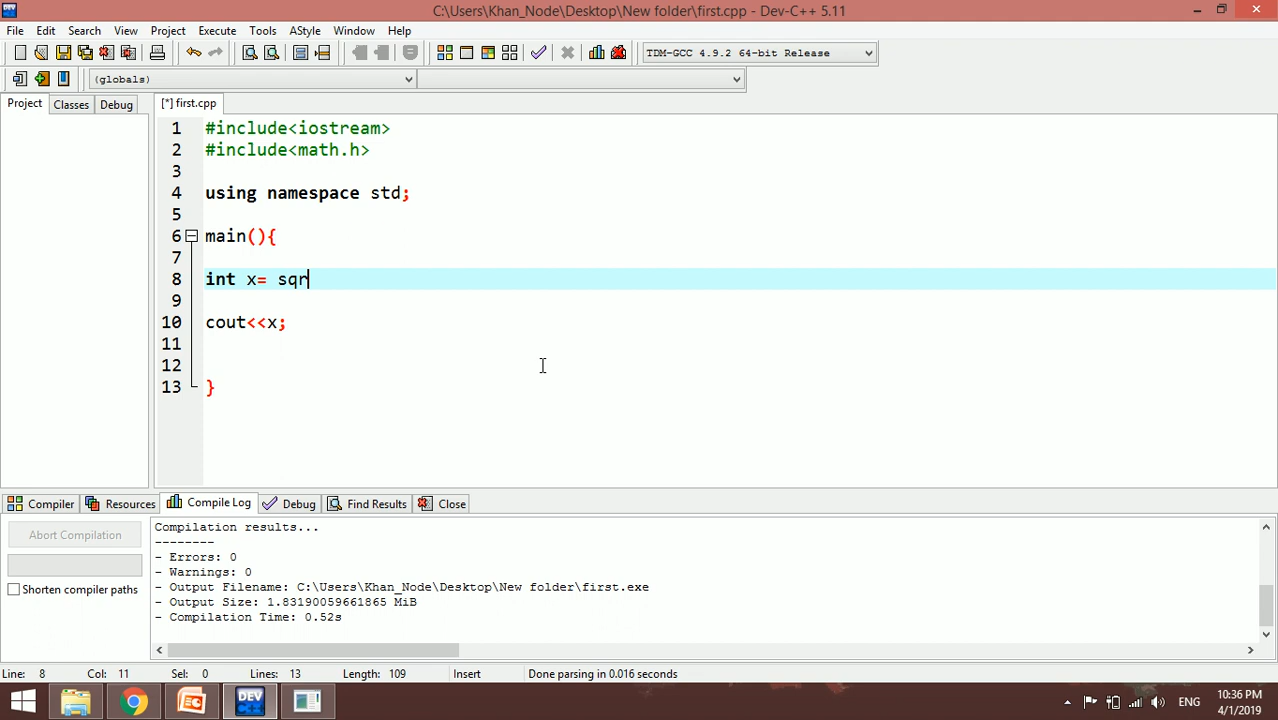 C:\Users\Khan_Node\Desktop\New folder\first.cpp - Dev-C++ 5.11
File Edit Search View Project Execute Tools AStyle Window Help
TDM-GCC 4.9.2 64-bit Release
(globals)
Project Classes Debug [*] first.cpp
1 #include<iostream>
2 #include<math.h>
3
4 using namespace std;
5
6 main(){
7
8 int x= sqr
9
10 cout<<x;
11
12
13 }
Compiler Resources Compile Log Debug Find Results Close
Abort Compilation
Shorten compiler paths
Compilation results...
--------
- Errors: 0
- Warnings: 0
- Output Filename: C:\Users\Khan_Node\Desktop\New folder\first.exe
- Output Size: 1.83190059661865 MiB
- Compilation Time: 0.52s
Line: 8 Col: 11 Sel: 0 Lines: 13 Length: 109 Insert Done parsing in 0.016 seconds
DEV C++
ENG
10:36 PM
4/1/2019